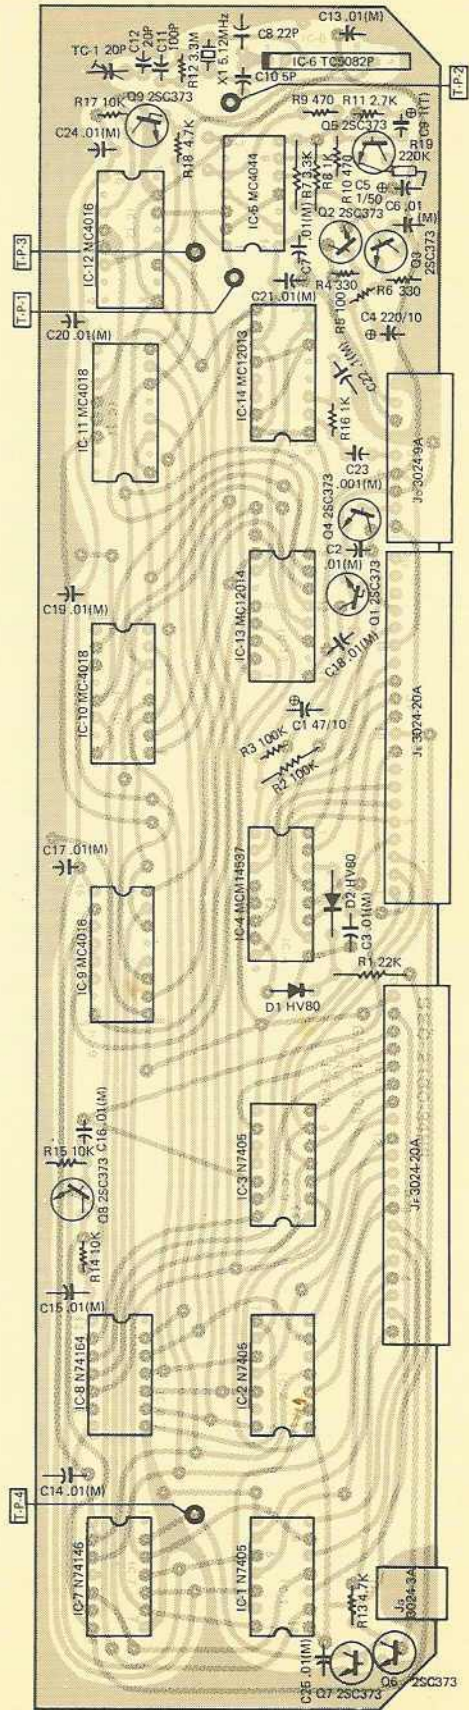 C13 .01(M)
C8 22P
X1 5.12MHz
R12 3.3M
C11 100P
C12 20P
TC-1 20P
IC-6 TC5082P
C10 5P
T-P-2
R17 10K
Q9 2SC373
R18 4.7K
C24 .01(M)
R9 470
R11 2.7K
Q5 2SC373
C9 1(T)
R19 220K
R10 470
R8 1K
R7 3.3K
C5 1/50
C6 .01 (M)
IC-12 MC4016
IC-5 MC4044
C7 .01(M)
Q2 2SC373
Q3 2SC373
T-P-3
T-P-1
R4 330
R6 330
R5 100
C21 .01(M)
C4 220/10
C20 .01(M)
C22 .1(M)
IC-11 MC4018
IC-14 MC12013
R16 1K
C23 .001(M)
J5 3024-9A
Q4 2SC373
C2 .01(M)
Q1 2SC373
C19 .01(M)
IC-13 MC12014
C18 .01(M)
IC-10 MC-4018
J6 3024-20A
C1 47/10
R3 100K
R2 100K
C17 .01(M)
IC-4 MCM14537
D2 HV80
C3 .01(M)
IC-9 MC4016
R1 22K
D1 HV80
C16 .01(M)
R15 10K
Q8 2SC373
IC-3 N7405
3024-20A
R14 10K
C15 .01(M)
IC-8 N74164
IC-2 N7405
C14 .01(M)
T-P-4
IC-7 N74146
IC-1 N7405
R13 4.7K
3024-3A
C25 .01(M)
Q7 2SC373
Q6 2SC373